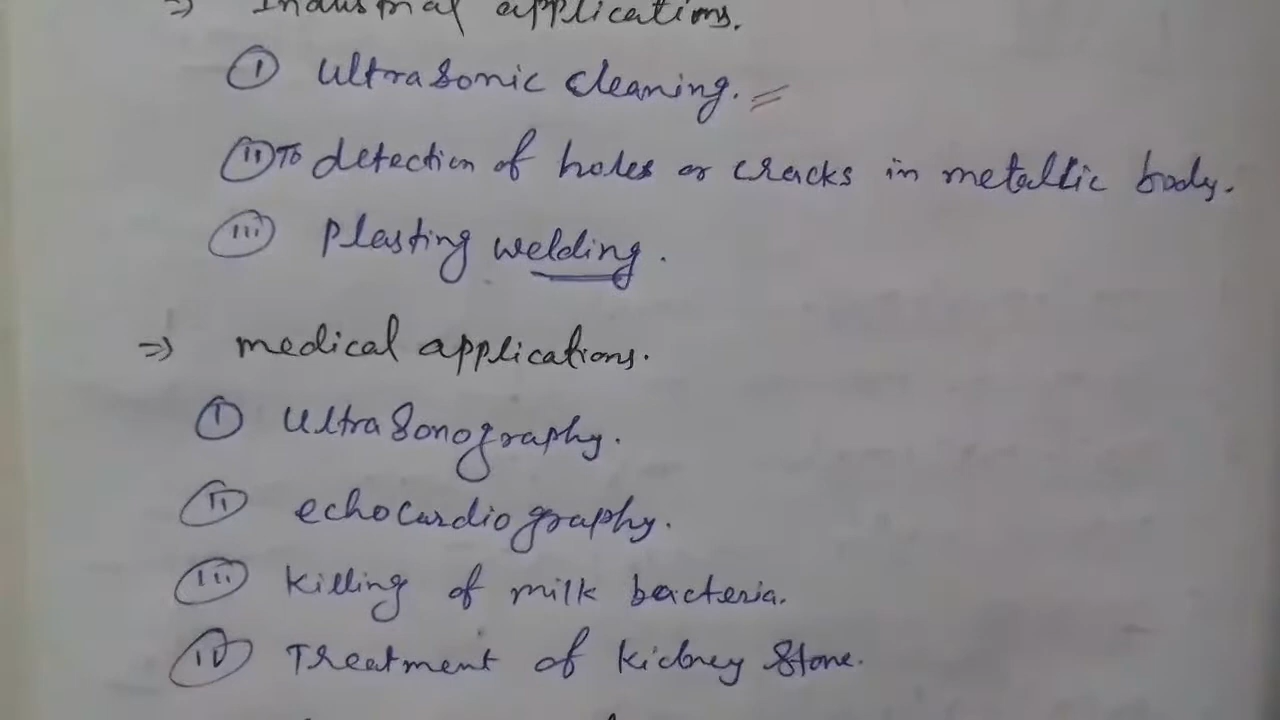 => Industrial applications.
(i) Ultrasonic cleaning.
(ii) To detection of holes or cracks in metallic body.
(iii) Plasting welding.
=> medical applications.
(i) Ultrasonography.
(ii) echocardiography.
(iii) Killing of milk bacteria.
(iv) Treatment of kidney stone.